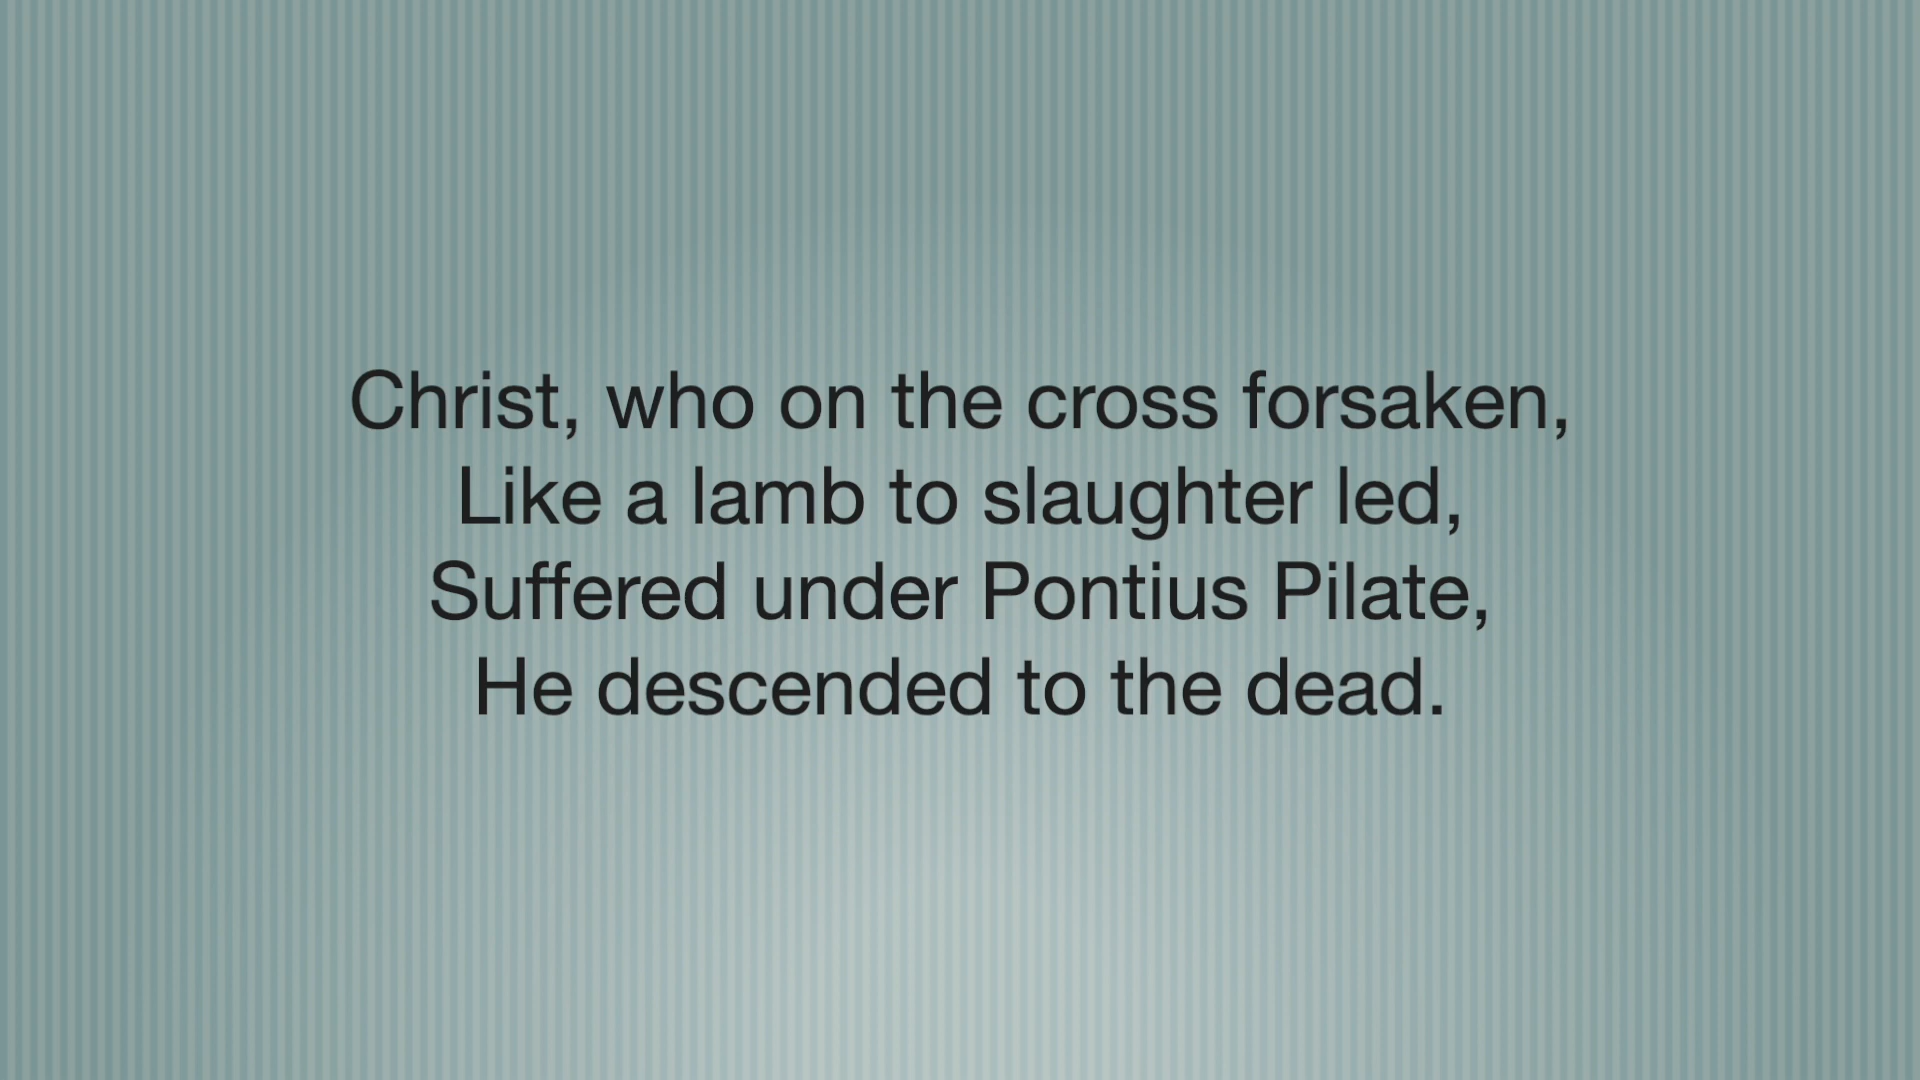 Christ, who on the cross forsaken,
Like a lamb to slaughter led,
Suffered under Pontius Pilate,
He descended to the dead.